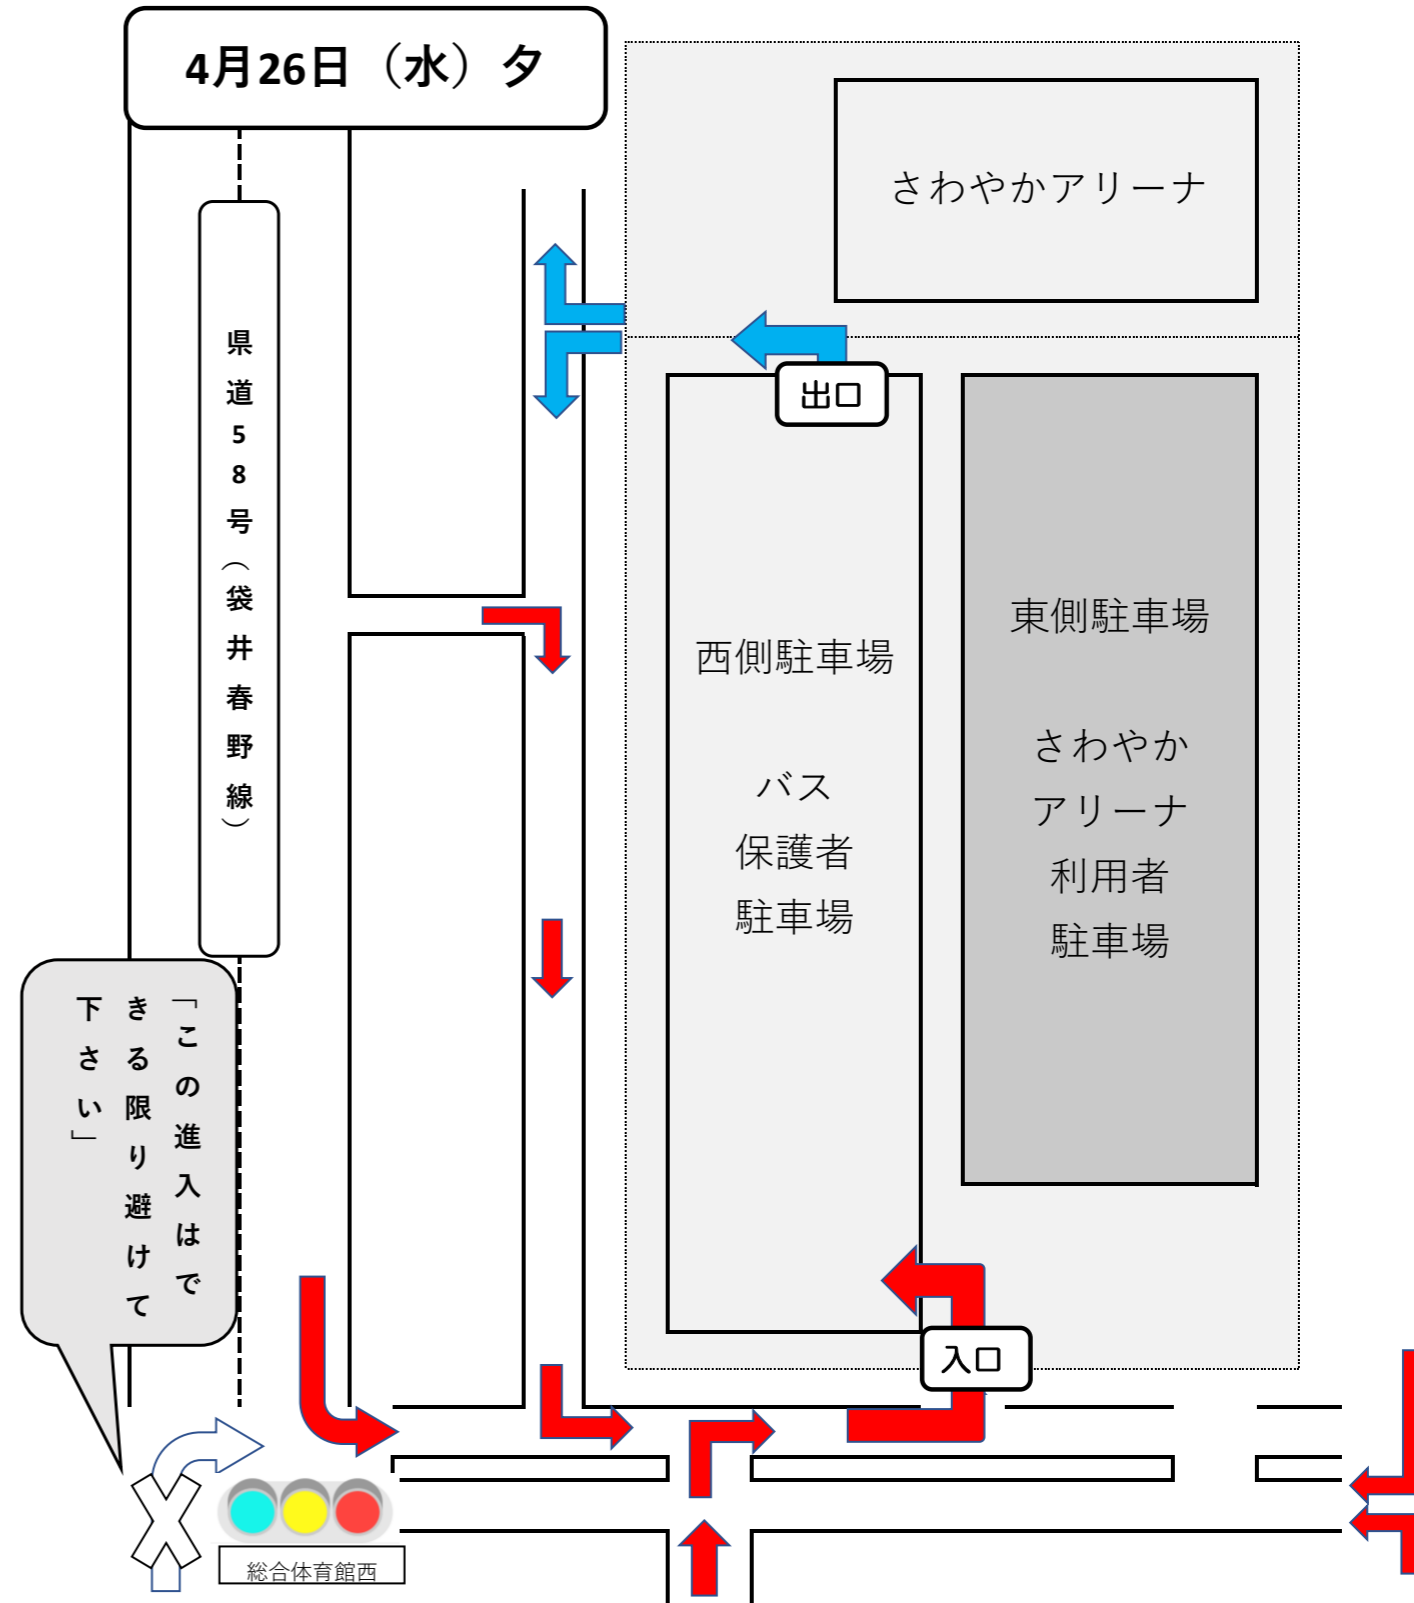 4月26日（水）夕
さわやかアリーナ
県道58号（袋井春野線）
出口
西側駐車場
バス
保護者
駐車場
東側駐車場
さわやか
アリーナ
利用者
駐車場
「この進入はで
きる限り避けて
下さい」
入口
総合体育館西